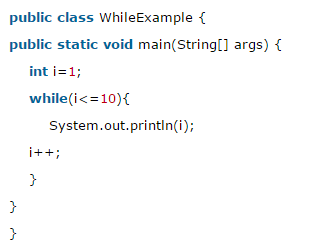 public class WhileExample {
public static void main(String[] args) {
int i=1;
while(i<=10){
System.out.println(i);
i++;
}
}
}